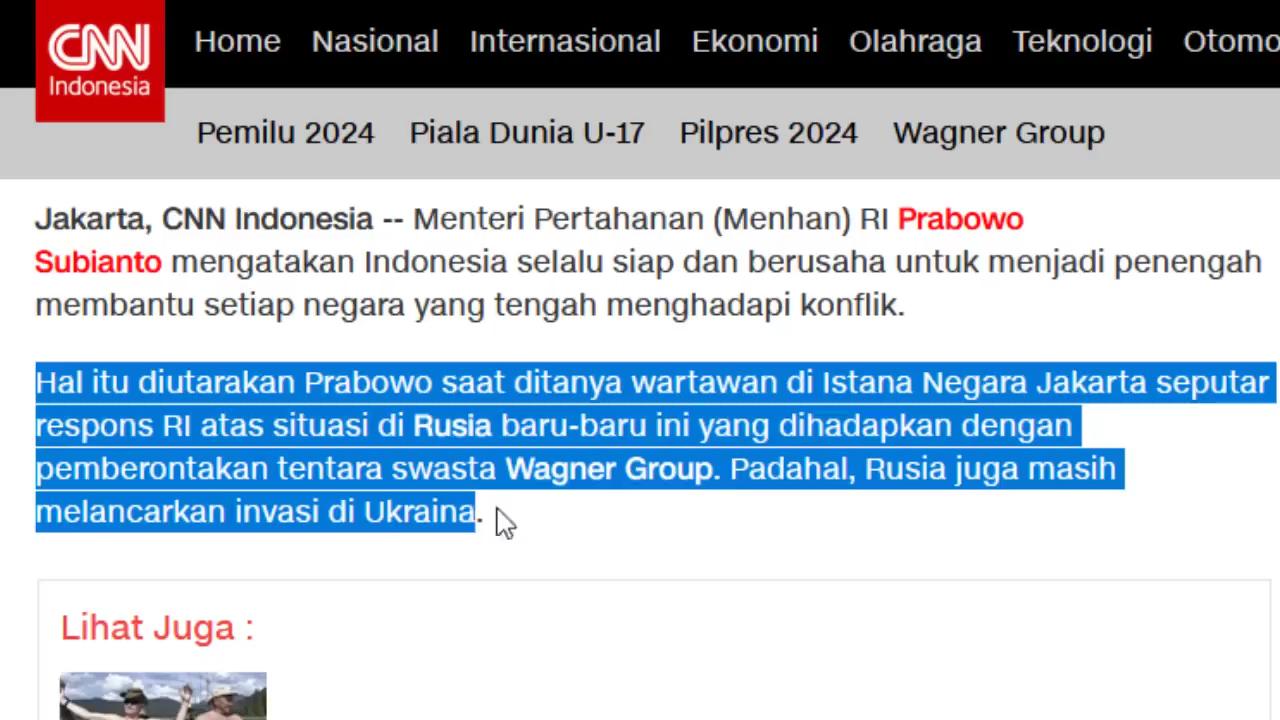 CNN
Indonesia
Home Nasional Internasional Ekonomi Olahraga Teknologi Otomo
Pemilu 2024 Piala Dunia U-17 Pilpres 2024 Wagner Group
Jakarta, CNN Indonesia -- Menteri Pertahanan (Menhan) RI Prabowo
Subianto mengatakan Indonesia selalu siap dan berusaha untuk menjadi penengah
membantu setiap negara yang tengah menghadapi konflik.
Hal itu diutarakan Prabowo saat ditanya wartawan di Istana Negara Jakarta seputar
respons RI atas situasi di Rusia baru-baru ini yang dihadapkan dengan
pemberontakan tentara swasta Wagner Group. Padahal, Rusia juga masih
melancarkan invasi di Ukraina.
Lihat Juga :